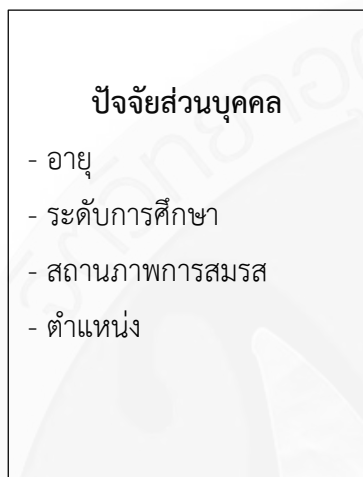 ปัจจัยส่วนบุคคล
- อายุ
- ระดับการศึกษา
- สถานภาพการสมรส
- ตำแหน่ง